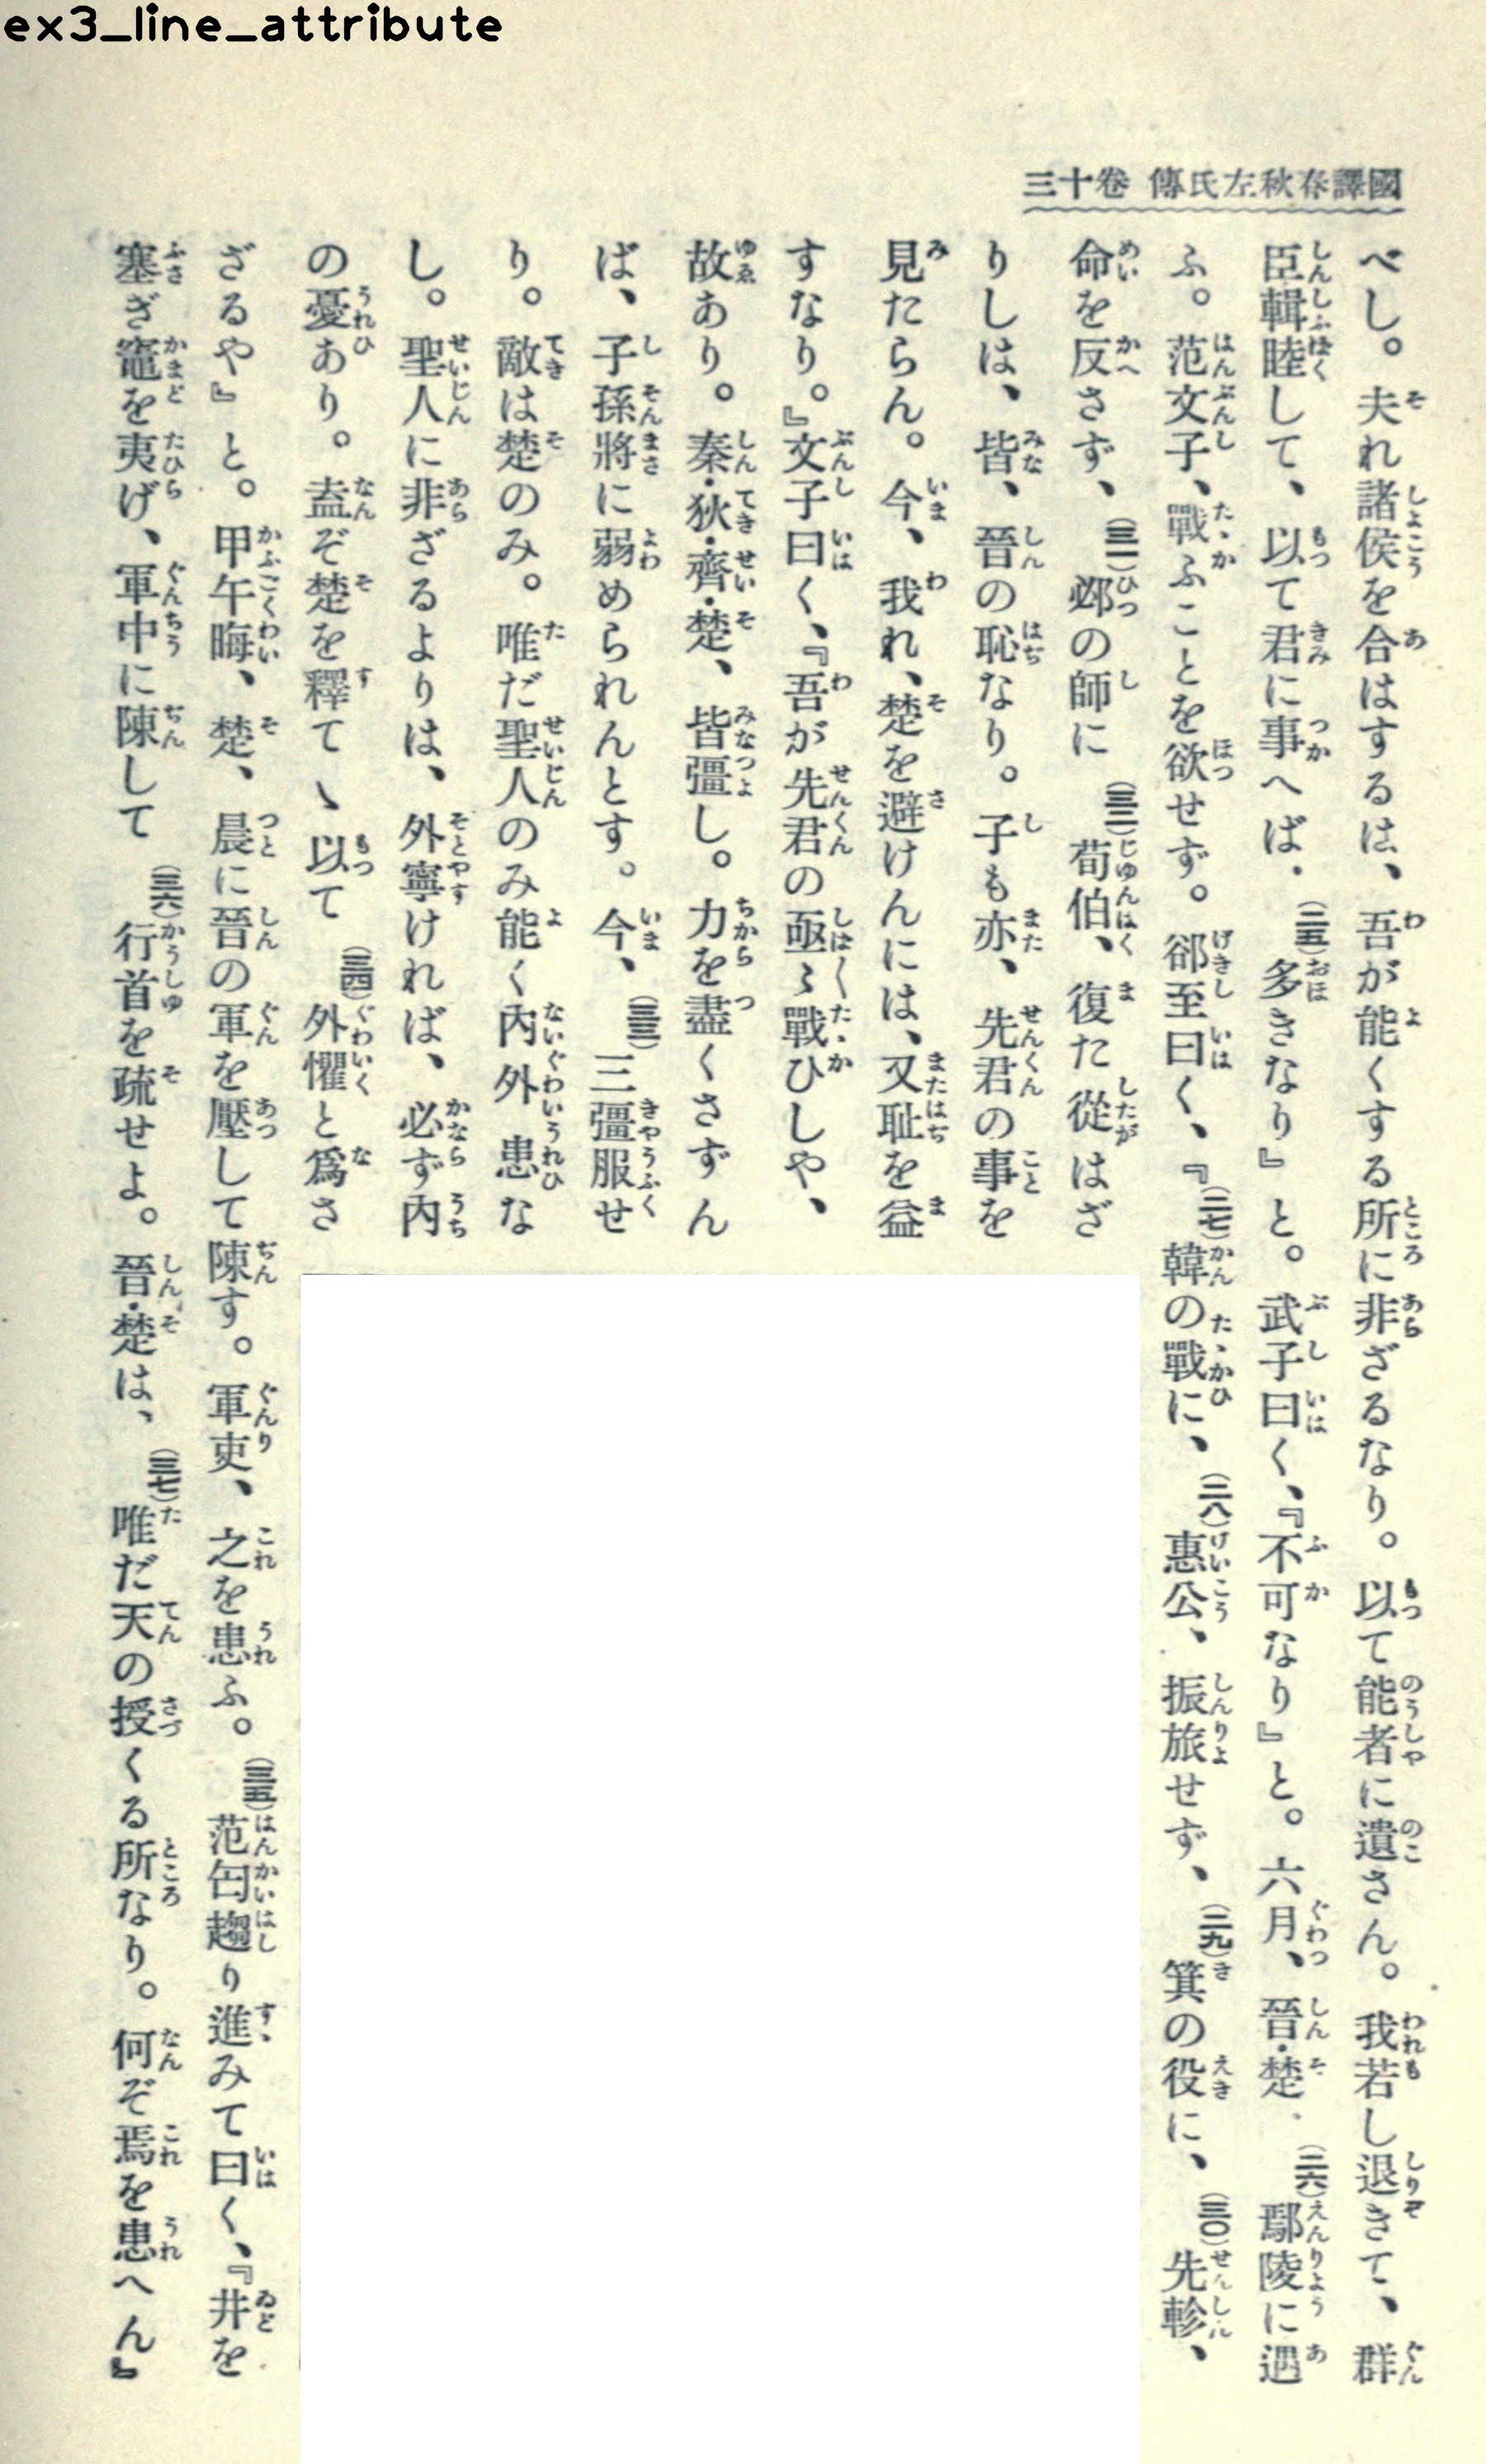 ex3_line_attribute
國譯春秋左氏傳 卷十三
べし。夫れ諸侯を合はするは、吾が能くする所に非ざるなり。以て能者に遺さん。我若し退きて、群
臣輯睦して、以て君に事へば、(二五)多きなり』と。武子曰く、『不可なり』と。六月、晉・楚(二六)鄢陵に遇
ふ。范文子、戰ふことを欲せず。郤至曰く、『(二七)韓の戰に、(二八)惠公、振旅せず、(二九)箕の役に、(三〇)先軫、
命を反さず、(三一)邲の師に(三二)荀伯、復た從はざ
りしは、皆、晉の恥なり。子も亦、先君の事を
見たらん。今、我れ、楚を避けんには、又恥を益
すなり。』文子曰く、『吾が先君の亟〻戰ひしや、
故あり。秦・狄・齊・楚、皆彊し。力を盡くさずん
ば、子孫將に弱められんとす。今、(三三)三彊服せ
り。敵は楚のみ。唯だ聖人のみ能く內外患な
し。聖人に非ざるよりは、外寧ければ、必ず內
の憂あり。盍ぞ楚を釋てゝ以て(三四)外懼と爲さ
ざるや』と。甲午晦、楚、晨に晉の軍を壓して陳す。軍吏、之を患ふ。(三五)范匄趨り進みて曰く、『井を
塞ぎ竈を夷げ、軍中に陳して(三六)行首を疏せよ。晉・楚は、(三七)唯だ天の授くる所なり。何ぞ焉を患へん』